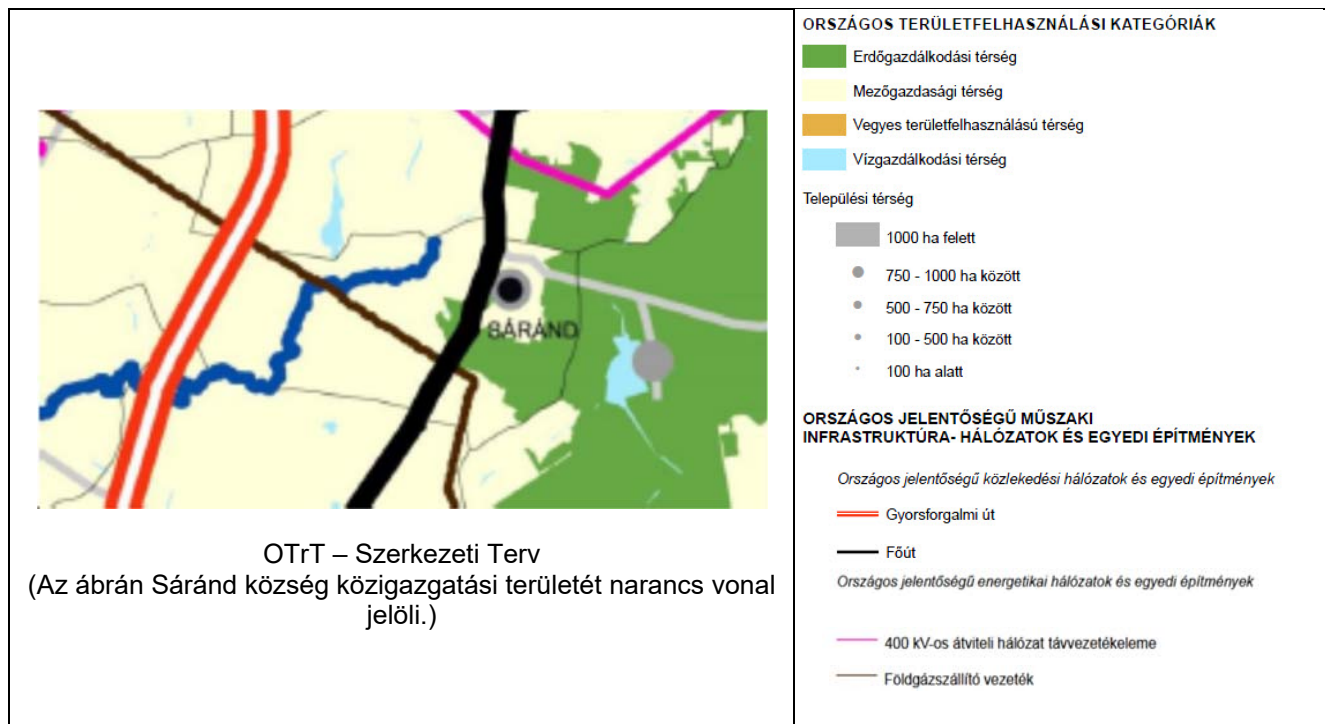 SÁRÁND
OTrT – Szerkezeti Terv
(Az ábrán Sáránd község közigazgatási területét narancs vonal
jelöli.)
ORSZÁGOS TERÜLETFELHASZNÁLÁSI KATEGÓRIÁK
Erdőgazdálkodási térség
Mezőgazdasági térség
Vegyes területfelhasználású térség
Vízgazdálkodási térség
Települési térség
1000 ha felett
750 - 1000 ha között
500 - 750 ha között
100 - 500 ha között
100 ha alatt
ORSZÁGOS JELENTŐSÉGŰ MŰSZAKI
INFRASTRUKTÚRA- HÁLÓZATOK ÉS EGYEDI ÉPÍTMÉNYEK
Országos jelentőségű közlekedési hálózatok és egyedi építmények
Gyorsforgalmi út
Főút
Országos jelentőségű energetikai hálózatok és egyedi építmények
400 kV-os átviteli hálózat távvezetékeleme
Földgázszállító vezeték